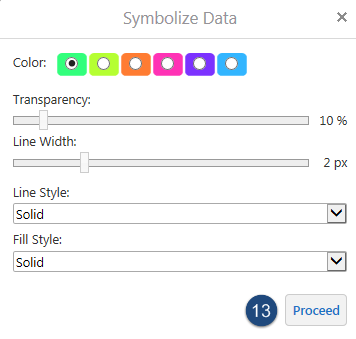 Symbolize Data
Color:
Transparency:
10 %
Line Width:
2 px
Line Style:
Solid
Fill Style:
Solid
13 Proceed